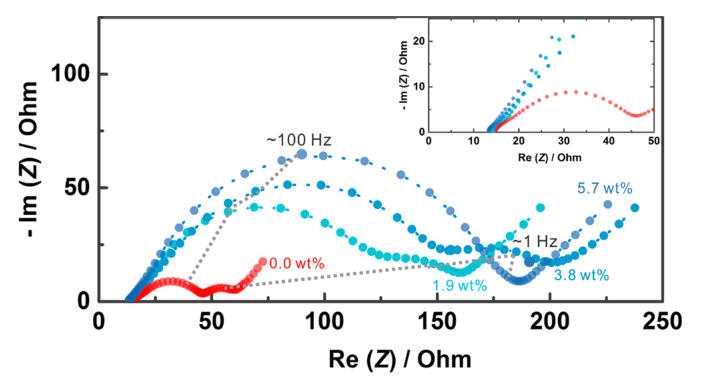 - Im (Z) / Ohm
100
50
0
0
50
100
150
200
250
Re (Z) / Ohm
~100 Hz
~1 Hz
0.0 wt%
1.9 wt%
3.8 wt%
5.7 wt%
- Im (Z) / Ohm
20
10
0
0
10
20
30
40
50
Re (Z) / Ohm